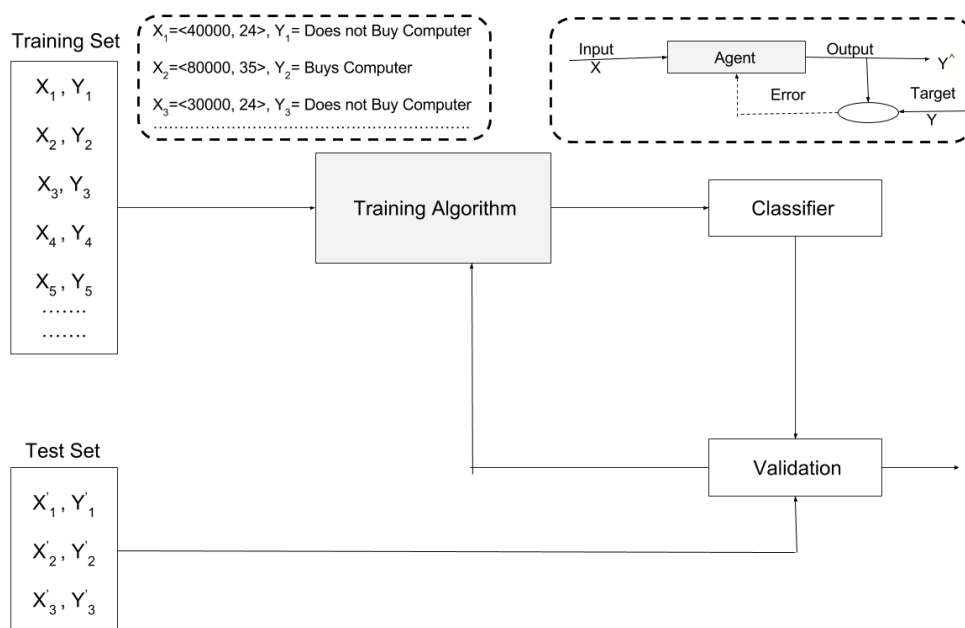 Training Set
X₁ , Y₁
X₂ , Y₂
X₃, Y₃
X₄ , Y₄
X₅ , Y₅
.......
.......
X₁=<40000, 24>, Y₁= Does not Buy Computer
X₂=<80000, 35>, Y₂= Buys Computer
X₃=<30000, 24>, Y₃= Does not Buy Computer
................................................................
Input
X
Agent
Output
Y^
Error
Target
Y
Training Algorithm
Classifier
Validation
Test Set
X'₁ , Y'₁
X'₂ , Y'₂
X'₃ , Y'₃